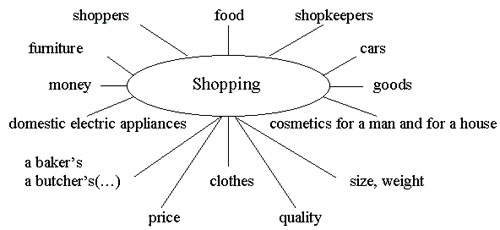 shoppers
food
shopkeepers
furniture
cars
money
Shopping
goods
domestic electric appliances
cosmetics for a man and for a house
a baker's
a butcher's(…)
clothes
size, weight
price
quality